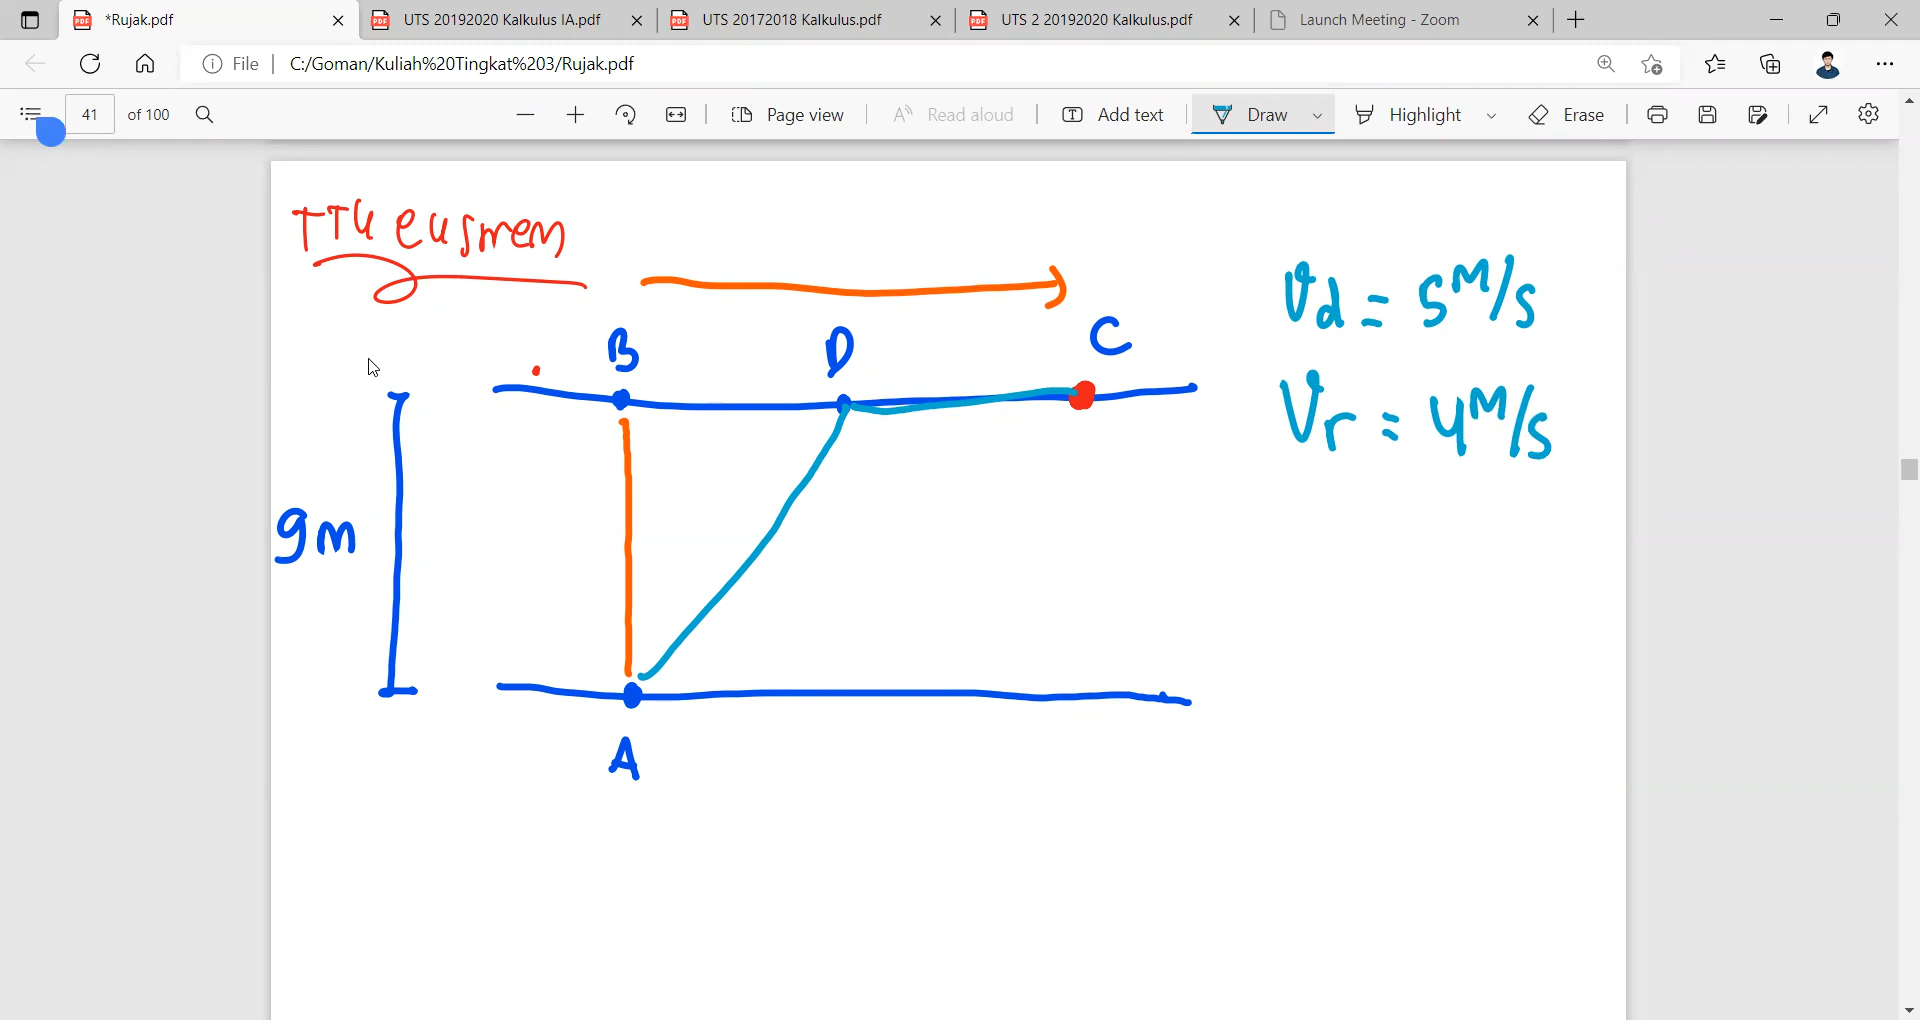 *Rujak.pdf
UTS 20192020 Kalkulus IA.pdf
UTS 20172018 Kalkulus.pdf
UTS 2 20192020 Kalkulus.pdf
Launch Meeting - Zoom
File
C:/Goman/Kuliah%20Tingkat%203/Rujak.pdf
41 of 100
Page view
Read aloud
Add text
Draw
Highlight
Erase
B
D
C
Vd = 5 M/s
Vr = 4 M/s
9m
A